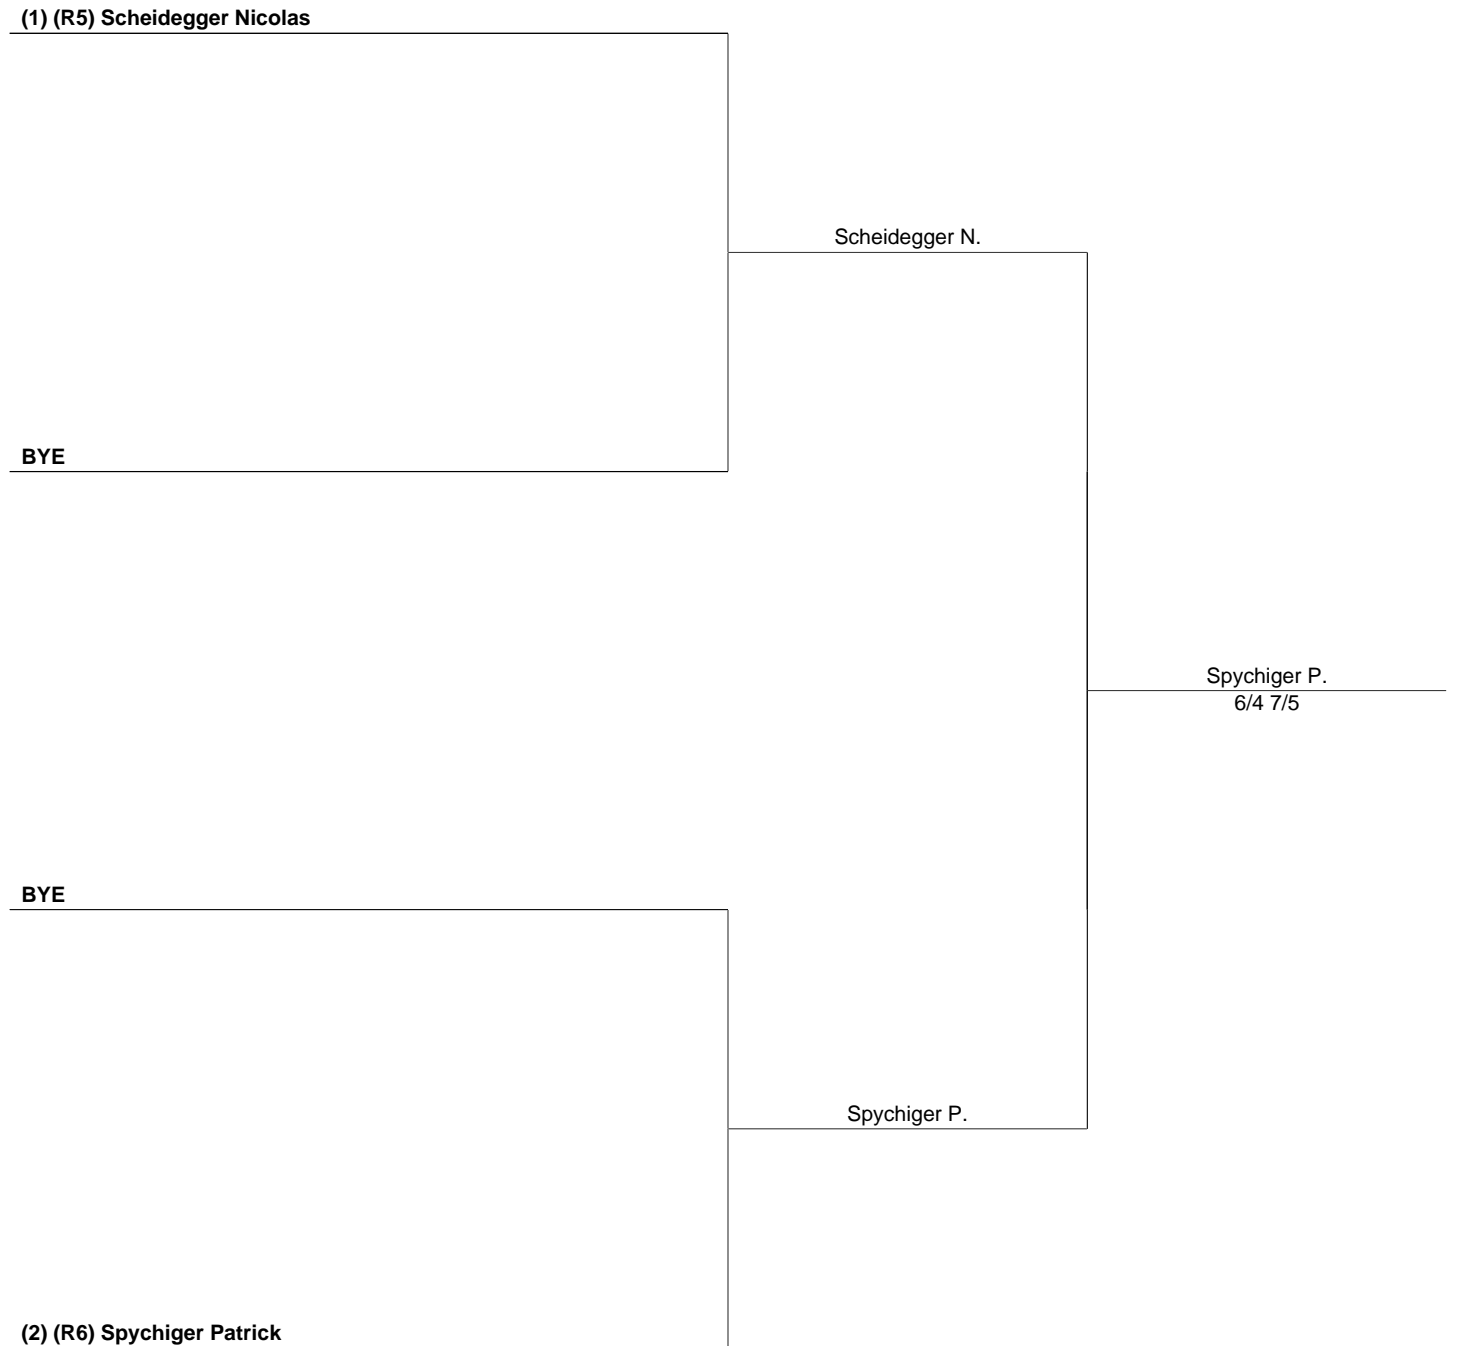 (1) (R5) Scheidegger Nicolas
Scheidegger N.
BYE
Spychiger P.
6/4 7/5
BYE
Spychiger P.
(2) (R6) Spychiger Patrick